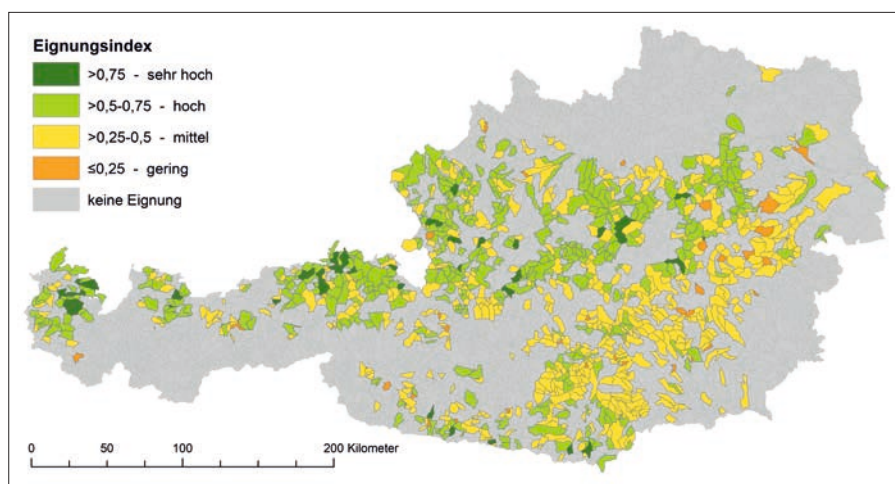 Eignungsindex
>0,75 - sehr hoch
>0,5-0,75 - hoch
>0,25-0,5 - mittel
≤0,25 - gering
keine Eignung
0 50 100 200 Kilometer